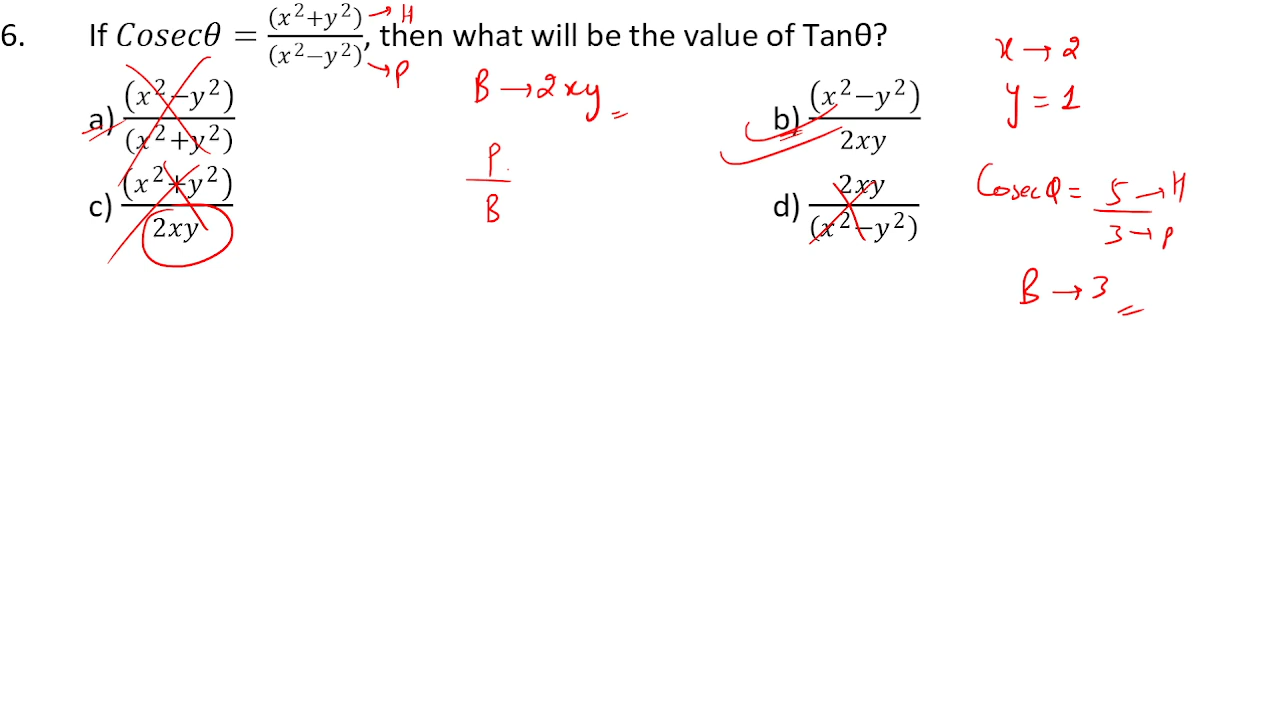 6. If Cosecθ = (x²+y²)/(x²−y²), then what will be the value of Tanθ?
→ H
→ P
a) (x²−y²)/(x²+y²)
b) (x²−y²)/2xy
c) (x²+y²)/2xy
d) 2xy/(x²−y²)
B → 2xy
P/B
x → 2
y = 1
Cosec θ = 5/3
→ H
→ P
B → 3